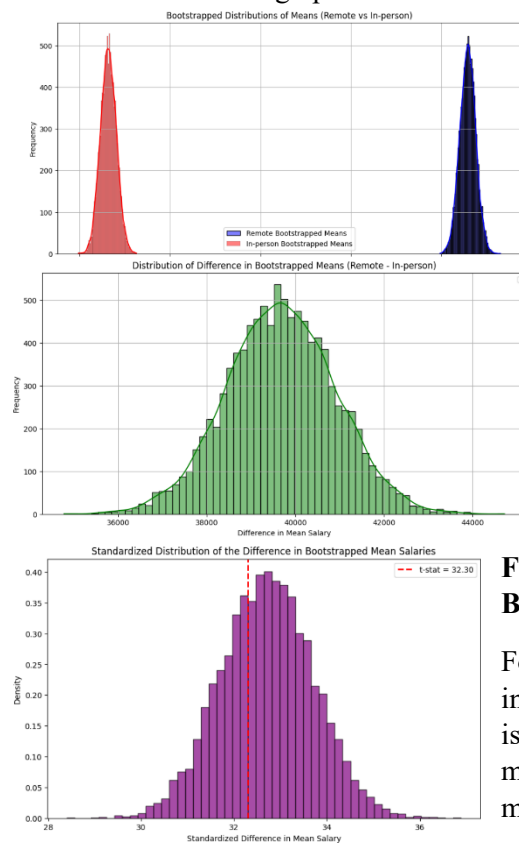 Bootstrapped Distributions of Means (Remote vs In-person)
500
400
300
200
100
0
Frequency
Remote Bootstrapped Means
In-person Bootstrapped Means
Distribution of Difference in Bootstrapped Means (Remote - In-person)
500
400
300
200
100
0
Frequency
36000 38000 40000 42000 44000
Difference in Mean Salary
Standardized Distribution of the Difference in Bootstrapped Mean Salaries
t-stat = 32.30
0.40
0.35
0.30
0.25
0.20
0.15
0.10
0.05
0.00
Density
28 30 32 34 36
Standardized Difference in Mean Salary
F
B
Fo
in
is
m
m